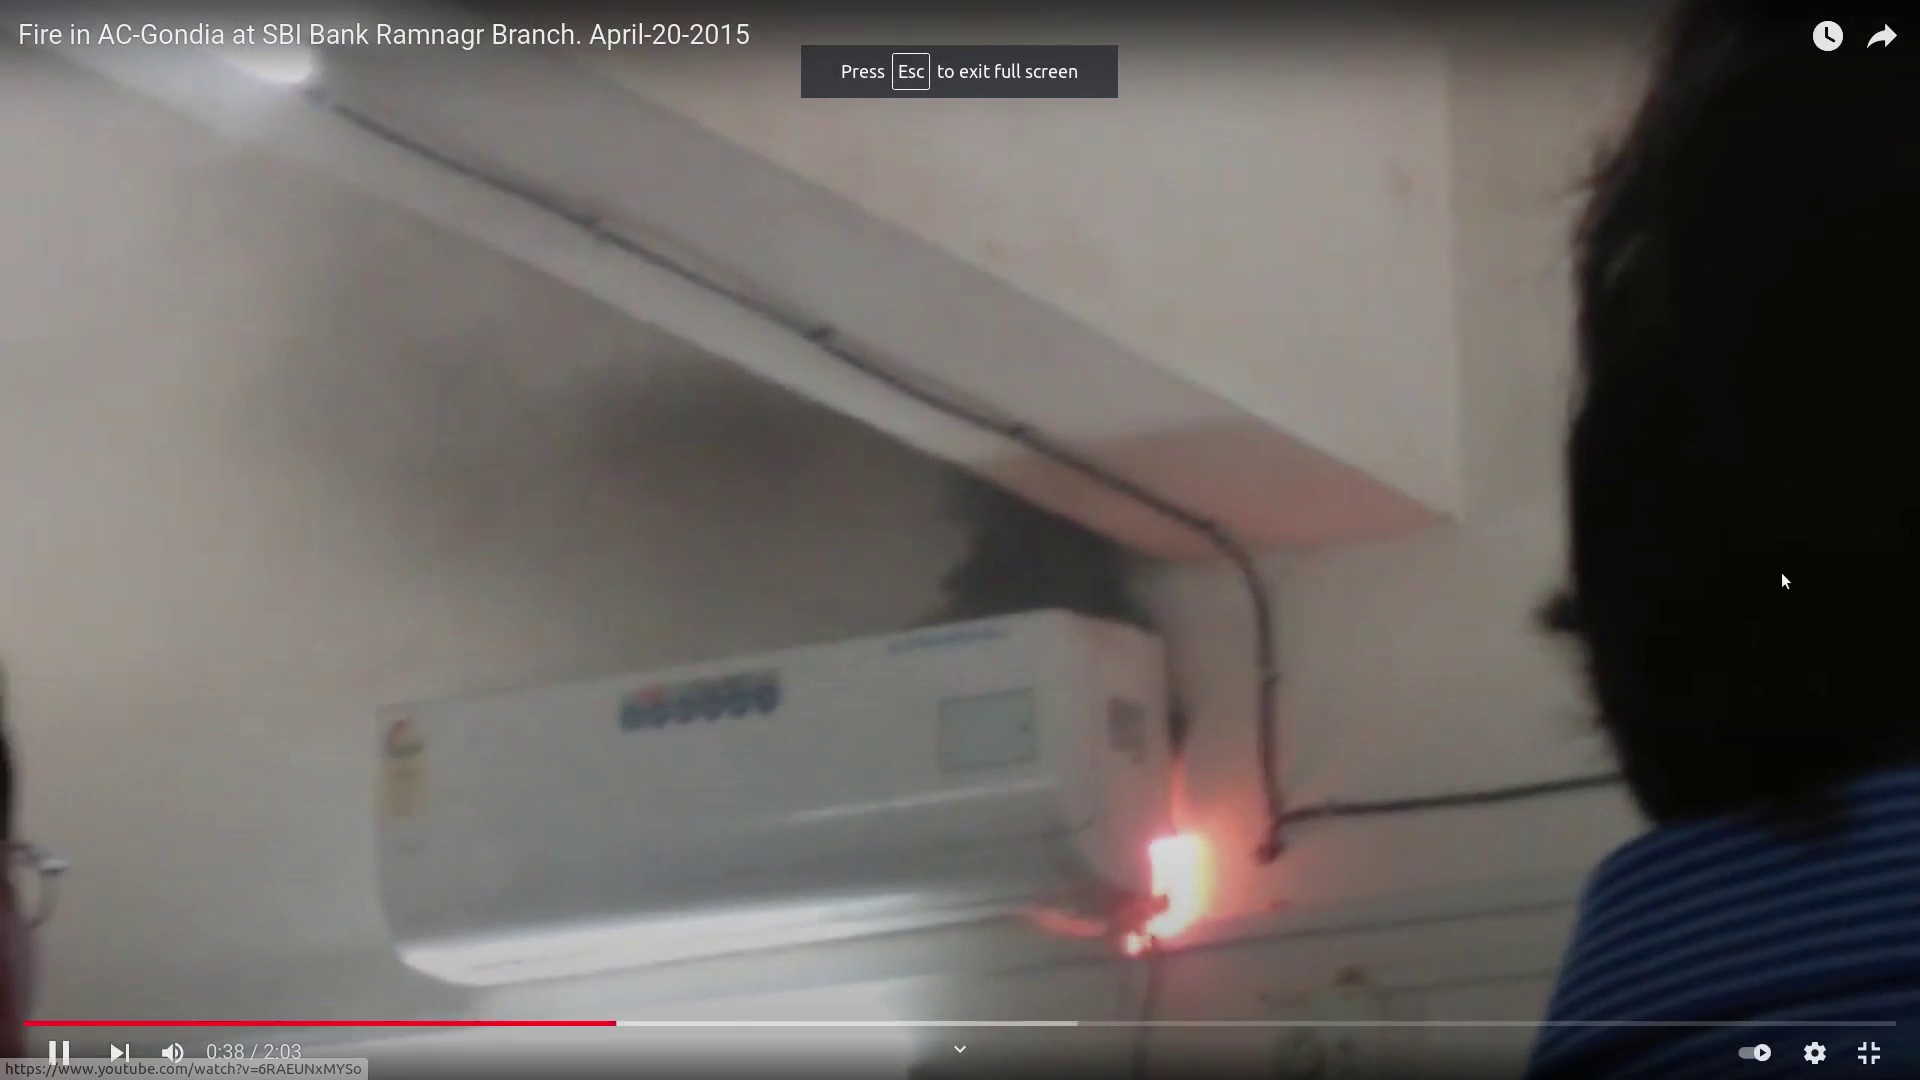 Fire in AC-Gondia at SBI Bank Ramnagr Branch. April-20-2015
Press Esc to exit full screen
0:38 / 2:03
https://www.youtube.com/watch?v=6RAEUNxMYSo